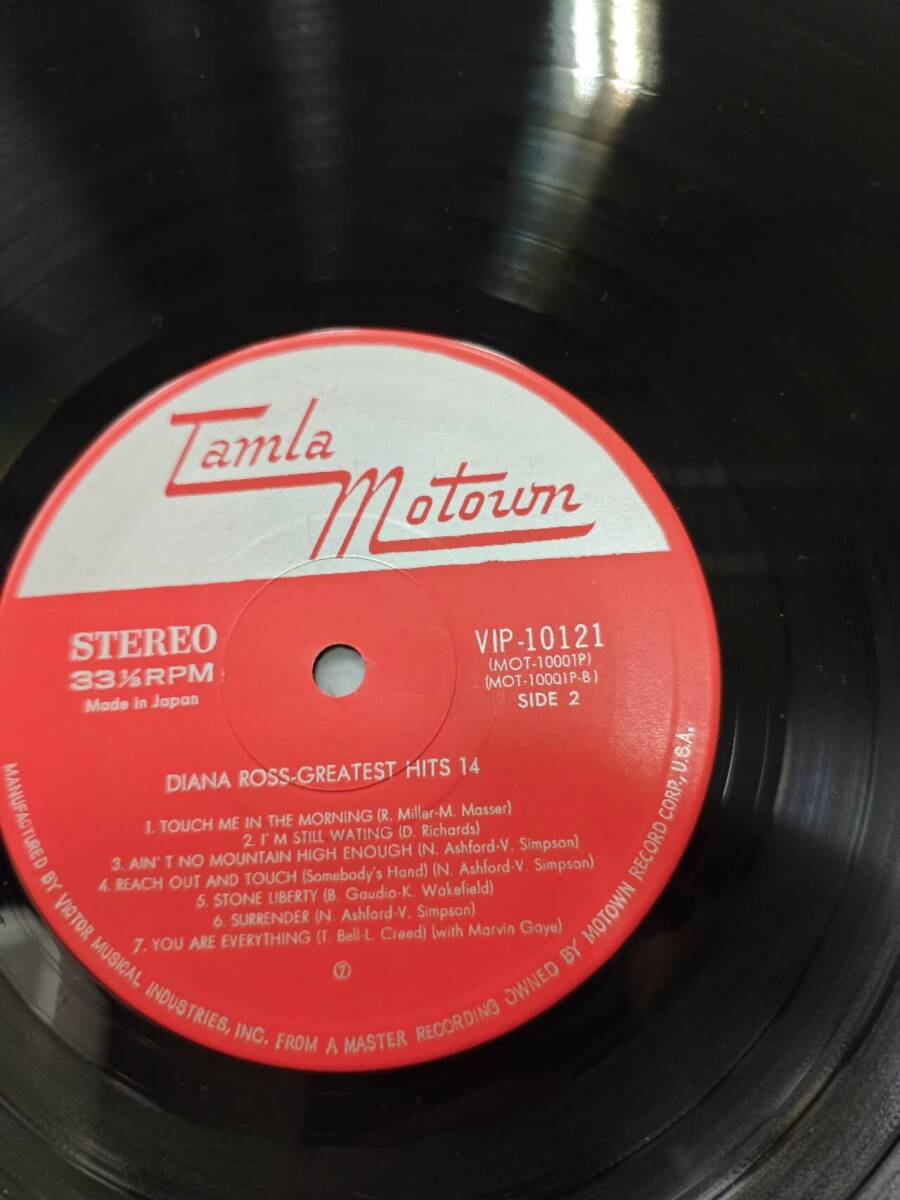 Tamla
Motown
STEREO
33⅓RPM
Made in Japan
VIP-10121
(MOT-10001P)
(MOT-10001P-B)
SIDE 2
DIANA ROSS-GREATEST HITS 14
1. TOUCH ME IN THE MORNING (R. Miller-M. Masser)
2. I'M STILL WATING (D. Richards)
3. AIN'T NO MOUNTAIN HIGH ENOUGH (N. Ashford-V. Simpson)
4. REACH OUT AND TOUCH (Somebody's Hand) (N. Ashford-V. Simpson)
5. STONE LIBERTY (B. Gaudio-K. Wakefield)
6. SURRENDER (N. Ashford-V. Simpson)
7. YOU ARE EVERYTHING (T. Bell-L. Creed) (with Marvin Gaye)
⑦
MANUFACTURED BY VICTOR MUSICAL INDUSTRIES, INC. FROM A MASTER RECORDING OWNED BY MOTOWN RECORD CORP., U.S.A.